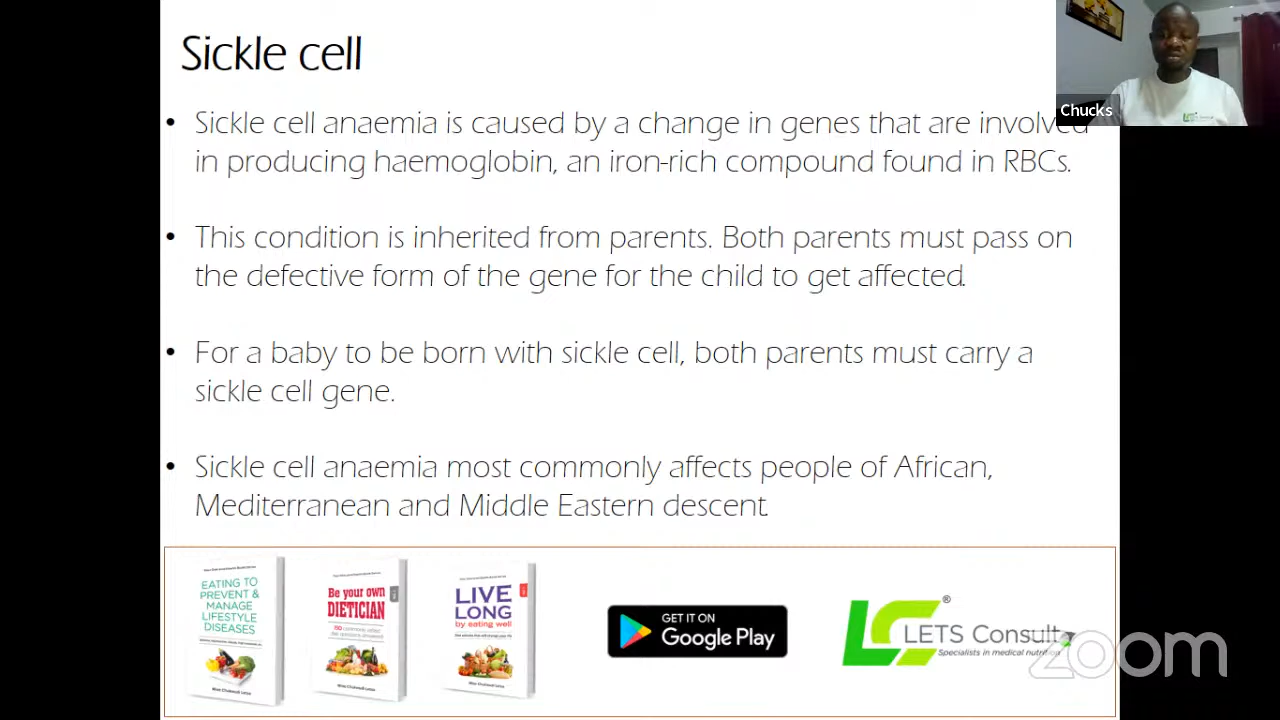 Sickle cell
Chucks
• Sickle cell anaemia is caused by a change in genes that are involved
in producing haemoglobin, an iron-rich compound found in RBCs.
• This condition is inherited from parents. Both parents must pass on
the defective form of the gene for the child to get affected.
• For a baby to be born with sickle cell, both parents must carry a
sickle cell gene.
• Sickle cell anaemia most commonly affects people of African,
Mediterranean and Middle Eastern descent.
EATING TO
PREVENT &
MANAGE
LIFESTYLE
DISEASES
Be your own
DIETICIAN
LIVE
LONG
by eating well
GET IT ON
Google Play
®
LETS Consult
Specialists in medical nutrition
zoom